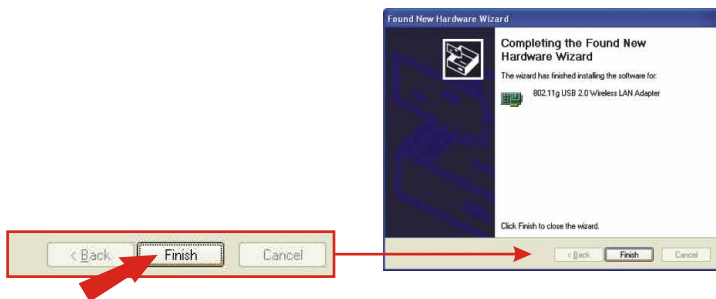 Found New Hardware Wizard
Completing the Found New
Hardware Wizard
The wizard has finished installing the software for:
802.11g USB 2.0 Wireless LAN Adapter
Click Finish to close the wizard.
< Back Finish Cancel
< Back Finish Cancel